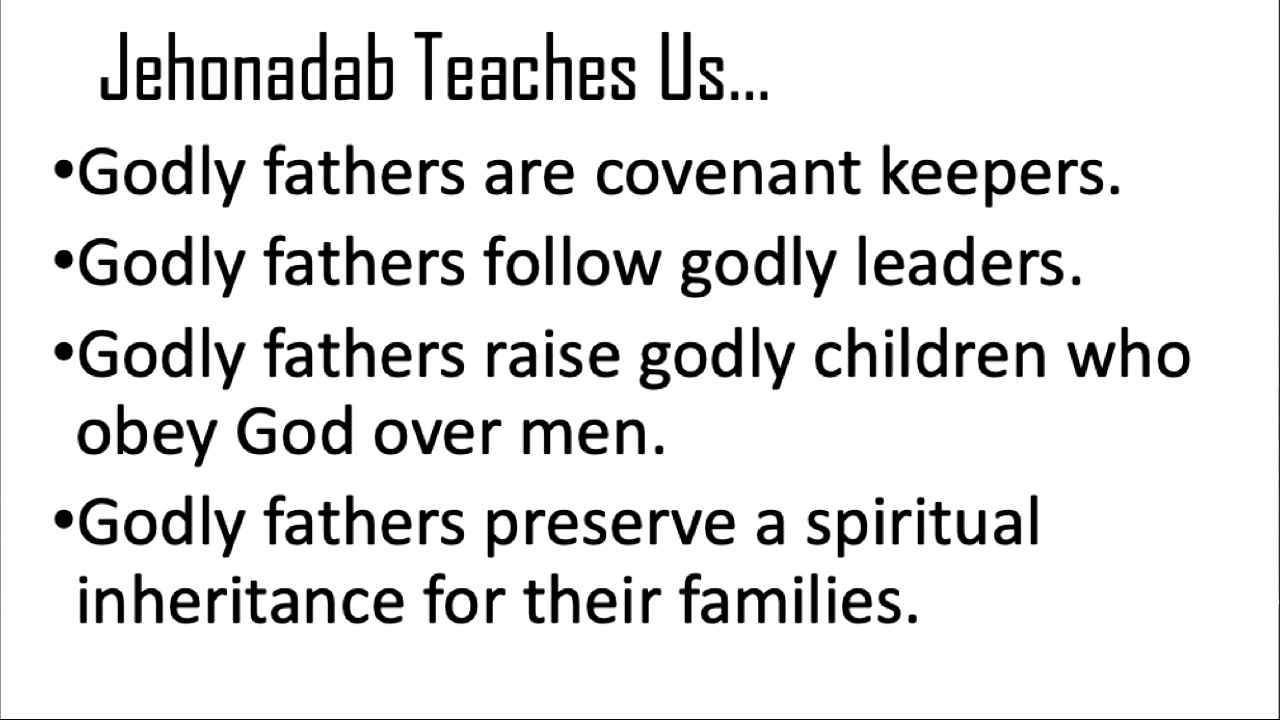 Jehonadab Teaches Us...
•Godly fathers are covenant keepers.
•Godly fathers follow godly leaders.
•Godly fathers raise godly children who
obey God over men.
•Godly fathers preserve a spiritual
inheritance for their families.